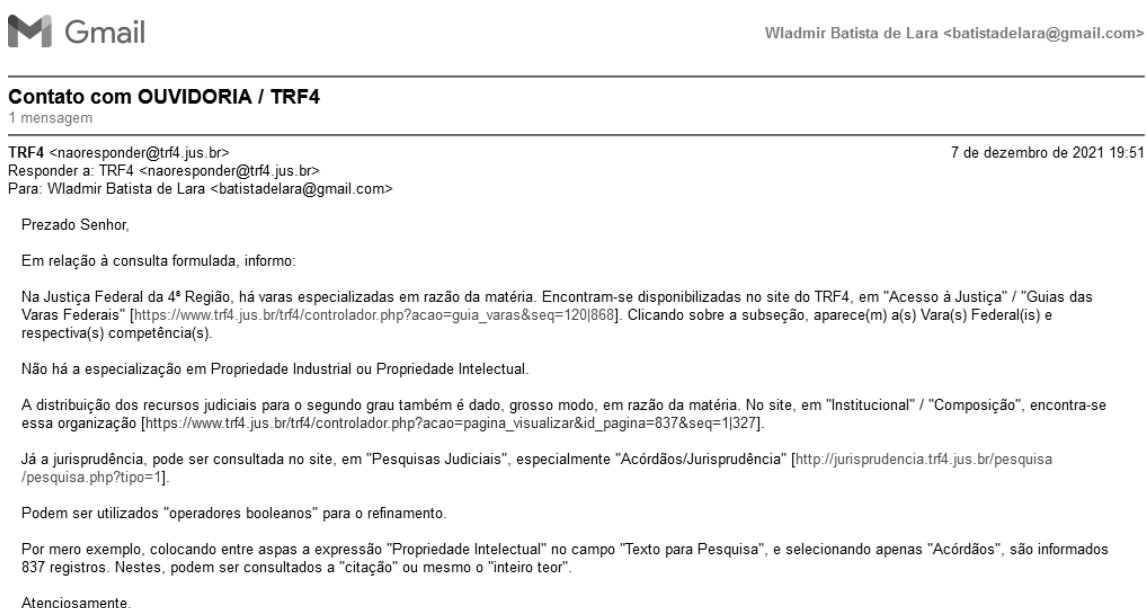 Gmail
Wladmir Batista de Lara <batistadelara@gmail.com>
Contato com OUVIDORIA / TRF4
1 mensagem
TRF4 <naoresponder@trf4.jus.br>
7 de dezembro de 2021 19:51
Responder a: TRF4 <naoresponder@trf4.jus.br>
Para: Wladmir Batista de Lara <batistadelara@gmail.com>
Prezado Senhor,
Em relação à consulta formulada, informo:
Na Justiça Federal da 4ª Região, há varas especializadas em razão da matéria. Encontram-se disponibilizadas no site do TRF4, em "Acesso à Justiça" / "Guias das
Varas Federais" [https://www.trf4.jus.br/trf4/controlador.php?acao=guia_varas&seq=120|868]. Clicando sobre a subseção, aparece(m) a(s) Vara(s) Federal(is) e
respectiva(s) competência(s).
Não há a especialização em Propriedade Industrial ou Propriedade Intelectual.
A distribuição dos recursos judiciais para o segundo grau também é dado, grosso modo, em razão da matéria. No site, em "Institucional" / "Composição", encontra-se
essa organização [https://www.trf4.jus.br/trf4/controlador.php?acao=pagina_visualizar&id_pagina=837&seq=1|327].
Já a jurisprudência, pode ser consultada no site, em "Pesquisas Judiciais", especialmente "Acórdãos/Jurisprudência" [http://jurisprudencia.trf4.jus.br/pesquisa
/pesquisa.php?tipo=1].
Podem ser utilizados "operadores booleanos" para o refinamento.
Por mero exemplo, colocando entre aspas a expressão "Propriedade Intelectual" no campo "Texto para Pesquisa", e selecionando apenas "Acórdãos", são informados
837 registros. Nestes, podem ser consultados a "citação" ou mesmo o "inteiro teor".
Atenciosamente.